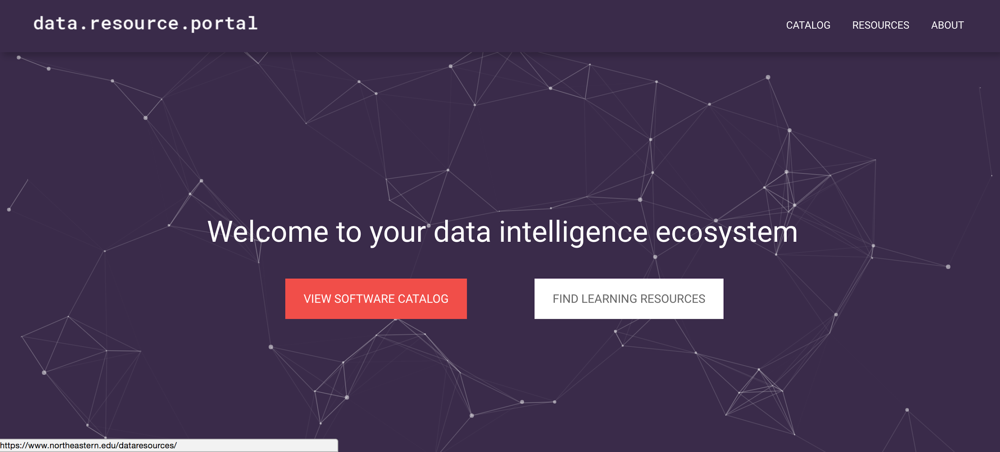 data.resource.portal
CATALOG RESOURCES ABOUT
Welcome to your data intelligence ecosystem
VIEW SOFTWARE CATALOG
FIND LEARNING RESOURCES
https://www.northeastern.edu/dataresources/